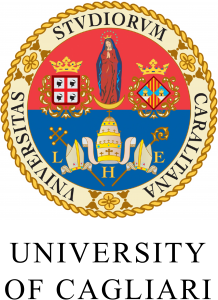 VNIVERSITAS STVDIORVM CARALITANA
L H E
UNIVERSITY
OF CAGLIARI